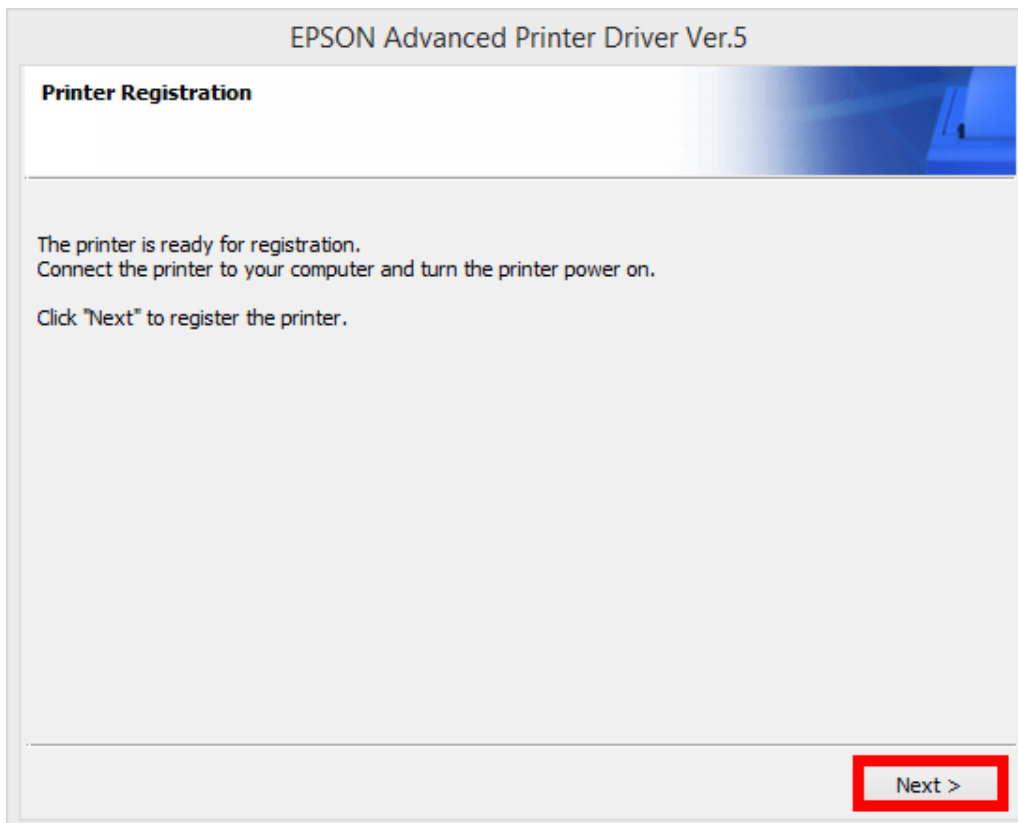 EPSON Advanced Printer Driver Ver.5
Printer Registration
The printer is ready for registration.
Connect the printer to your computer and turn the printer power on.
Click "Next" to register the printer.
Next >